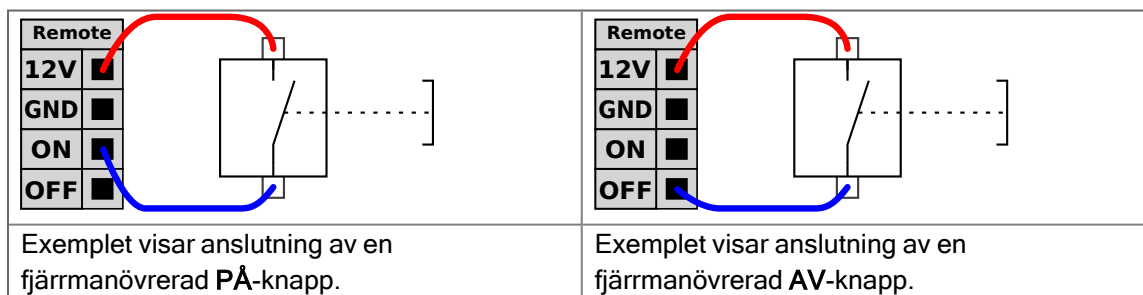 Remote
12V
GND
ON
OFF
Remote
12V
GND
ON
OFF
Exemplet visar anslutning av en
fjärrmanövrerad PÅ-knapp.
Exemplet visar anslutning av en
fjärrmanövrerad AV-knapp.